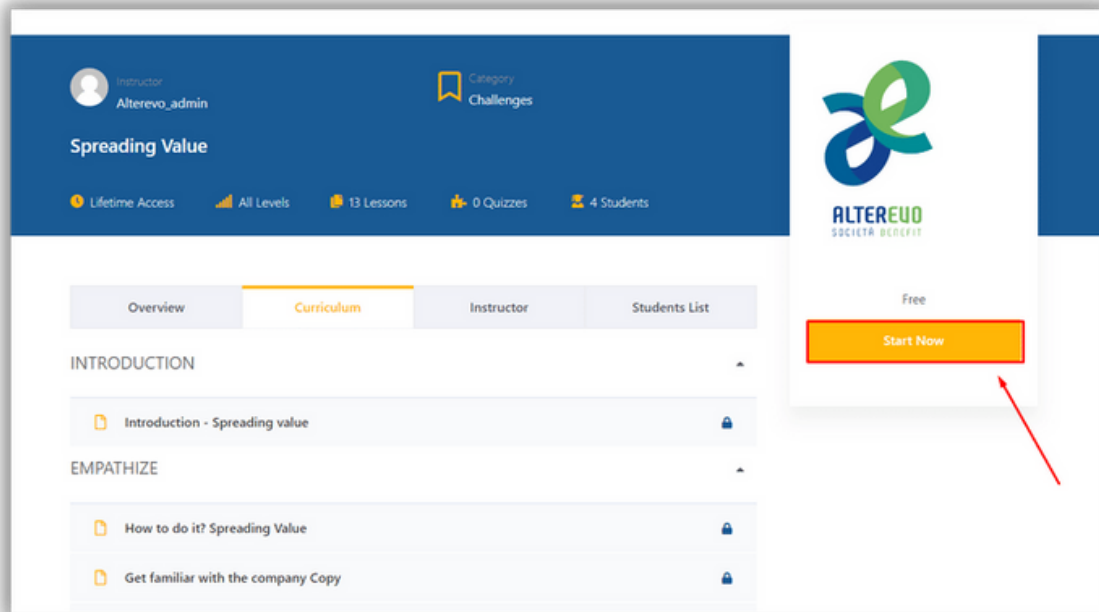 Instructor
Alterevo_admin
Category
Challenges
Spreading Value
Lifetime Access
All Levels
13 Lessons
0 Quizzes
4 Students
ALTEREVO
SOCIETÀ BENEFIT
Free
Start Now
Overview
Curriculum
Instructor
Students List
INTRODUCTION
Introduction - Spreading value
EMPATHIZE
How to do it? Spreading Value
Get familiar with the company Copy